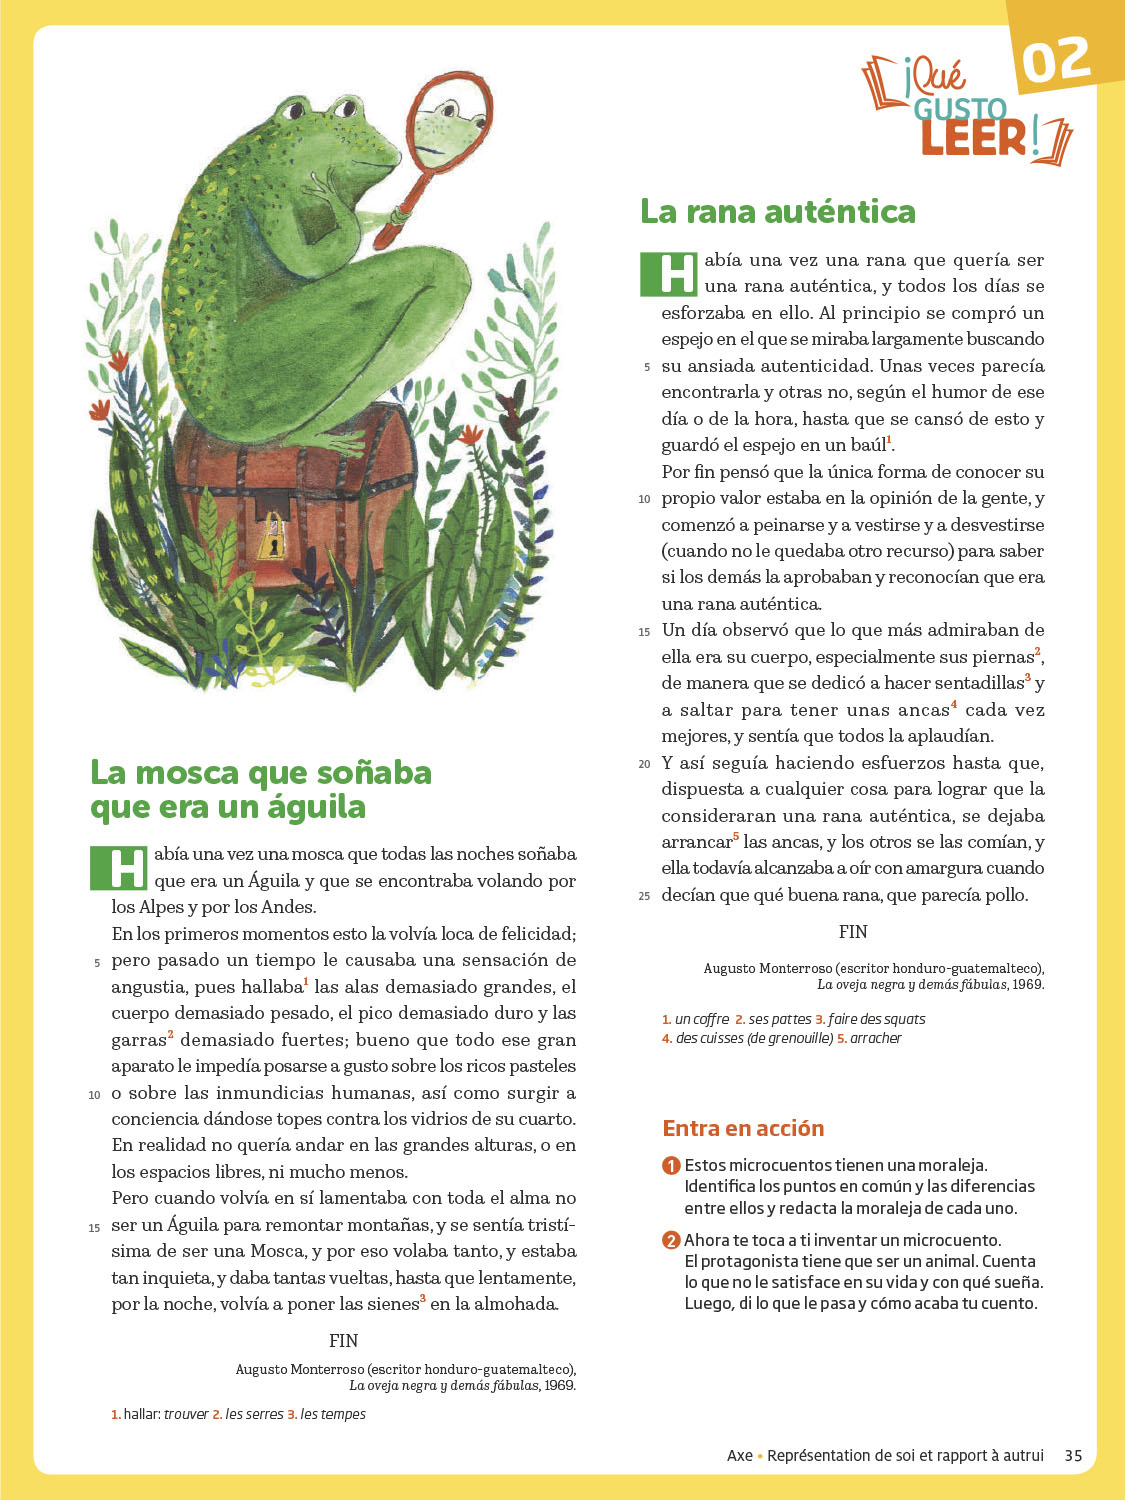 02
¡Qué
GUSTO
LEER!
La mosca que soñaba
que era un águila
Había una vez una mosca que todas las noches soñaba
que era un Águila y que se encontraba volando por
los Alpes y por los Andes.
En los primeros momentos esto la volvía loca de felicidad;
5 pero pasado un tiempo le causaba una sensación de
angustia, pues hallaba1 las alas demasiado grandes, el
cuerpo demasiado pesado, el pico demasiado duro y las
garras2 demasiado fuertes; bueno que todo ese gran
aparato le impedía posarse a gusto sobre los ricos pasteles
10 o sobre las inmundicias humanas, así como surgir a
conciencia dándose topes contra los vidrios de su cuarto.
En realidad no quería andar en las grandes alturas, o en
los espacios libres, ni mucho menos.
Pero cuando volvía en sí lamentaba con toda el alma no
15 ser un Águila para remontar montañas, y se sentía tristí-
sima de ser una Mosca, y por eso volaba tanto, y estaba
tan inquieta, y daba tantas vueltas, hasta que lentamente,
por la noche, volvía a poner las sienes3 en la almohada.
FIN
Augusto Monterroso (escritor honduro-guatemalteco),
La oveja negra y demás fábulas, 1969.
1. hallar: trouver 2. les serres 3. les tempes
La rana auténtica
Había una vez una rana que quería ser
una rana auténtica, y todos los días se
esforzaba en ello. Al principio se compró un
espejo en el que se miraba largamente buscando
5 su ansiada autenticidad. Unas veces parecía
encontrarla y otras no, según el humor de ese
día o de la hora, hasta que se cansó de esto y
guardó el espejo en un baúl1.
Por fin pensó que la única forma de conocer su
10 propio valor estaba en la opinión de la gente, y
comenzó a peinarse y a vestirse y a desvestirse
(cuando no le quedaba otro recurso) para saber
si los demás la aprobaban y reconocían que era
una rana auténtica.
15 Un día observó que lo que más admiraban de
ella era su cuerpo, especialmente sus piernas2,
de manera que se dedicó a hacer sentadillas3 y
a saltar para tener unas ancas4 cada vez
mejores, y sentía que todos la aplaudían.
20 Y así seguía haciendo esfuerzos hasta que,
dispuesta a cualquier cosa para lograr que la
consideraran una rana auténtica, se dejaba
arrancar5 las ancas, y los otros se las comían, y
ella todavía alcanzaba a oír con amargura cuando
25 decían que qué buena rana, que parecía pollo.
FIN
Augusto Monterroso (escritor honduro-guatemalteco),
La oveja negra y demás fábulas, 1969.
1. un coffre 2. ses pattes 3. faire des squats
4. des cuisses (de grenouille) 5. arracher
Entra en acción
1 Estos microcuentos tienen una moraleja.
Identifica los puntos en común y las diferencias
entre ellos y redacta la moraleja de cada uno.
2 Ahora te toca a ti inventar un microcuento.
El protagonista tiene que ser un animal. Cuenta
lo que no le satisface en su vida y con qué sueña.
Luego, di lo que le pasa y cómo acaba tu cuento.
Axe • Représentation de soi et rapport à autrui 35